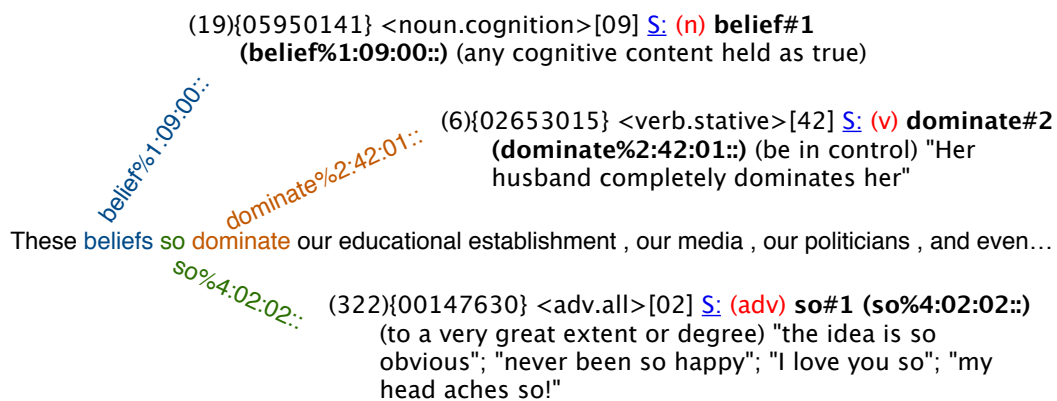 (19){05950141} <noun.cognition>[09] S: (n) belief#1
(belief%1:09:00::) (any cognitive content held as true)
belief%1:09:00::
(6){02653015} <verb.stative>[42] S: (v) dominate#2
(dominate%2:42:01::) (be in control) "Her
husband completely dominates her"
dominate%2:42:01::
These beliefs so dominate our educational establishment , our media , our politicians , and even…
so%4:02:02::
(322){00147630} <adv.all>[02] S: (adv) so#1 (so%4:02:02::)
(to a very great extent or degree) "the idea is so
obvious"; "never been so happy"; "I love you so"; "my
head aches so!"